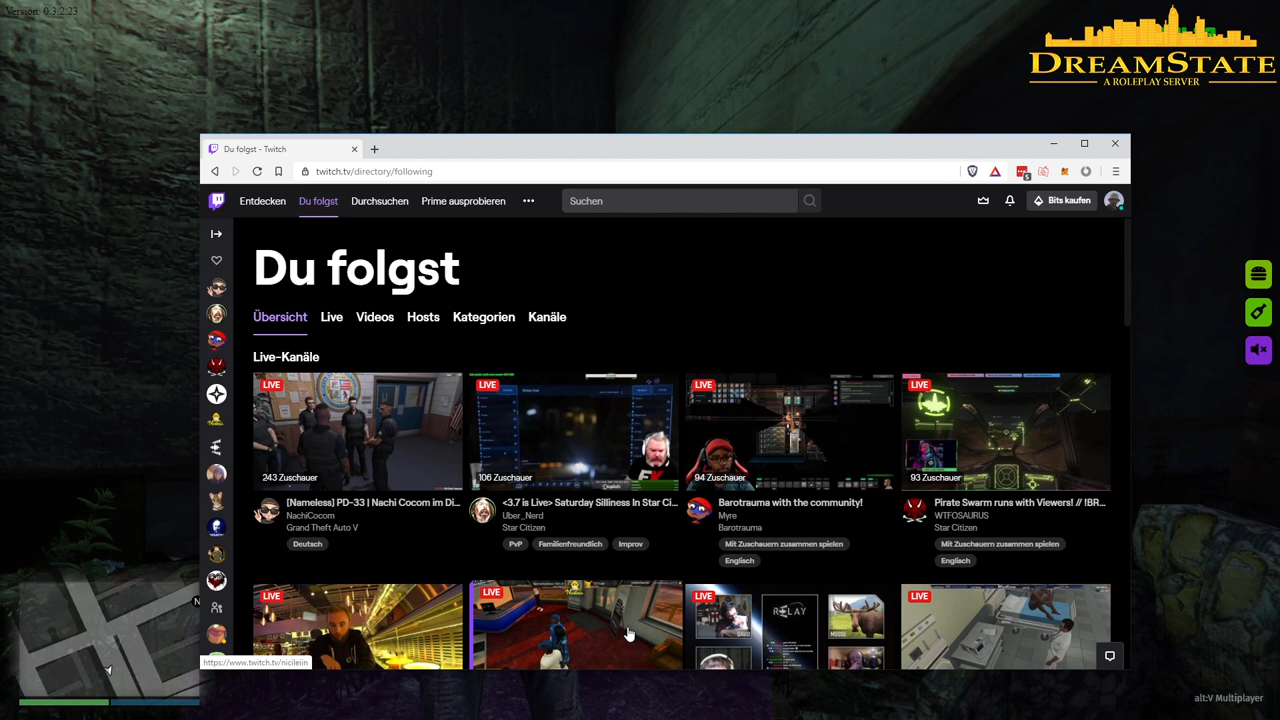 Version: 0.3.2.23
DREAMSTATE
A ROLEPLAY SERVER
Du folgst - Twitch
twitch.tv/directory/following
5
Entdecken
Du folgst
Durchsuchen
Prime ausprobieren
Suchen
Bits kaufen
Du folgst
Übersicht
Live
Videos
Hosts
Kategorien
Kanäle
Live-Kanäle
LIVE
243 Zuschauer
[Nameless] PD-33 | Nachi Cocom im Di...
NachiCocom
Grand Theft Auto V
Deutsch
LIVE
106 Zuschauer
<3.7 is Live> Saturday Silliness In Star Ci...
Uber_Nerd
Star Citizen
PvP
Familienfreundlich
Improv
LIVE
94 Zuschauer
Barotrauma with the community!
Myre
Barotrauma
Mit Zuschauern zusammen spielen
Englisch
LIVE
93 Zuschauer
Pirate Swarm runs with Viewers! // !BR...
WTFOSAURUS
Star Citizen
Mit Zuschauern zusammen spielen
Englisch
LIVE
LIVE
LIVE
RELAY
DAVID
MOOSE
LIVE
N
https://www.twitch.tv/nicileiin
alt:V Multiplayer